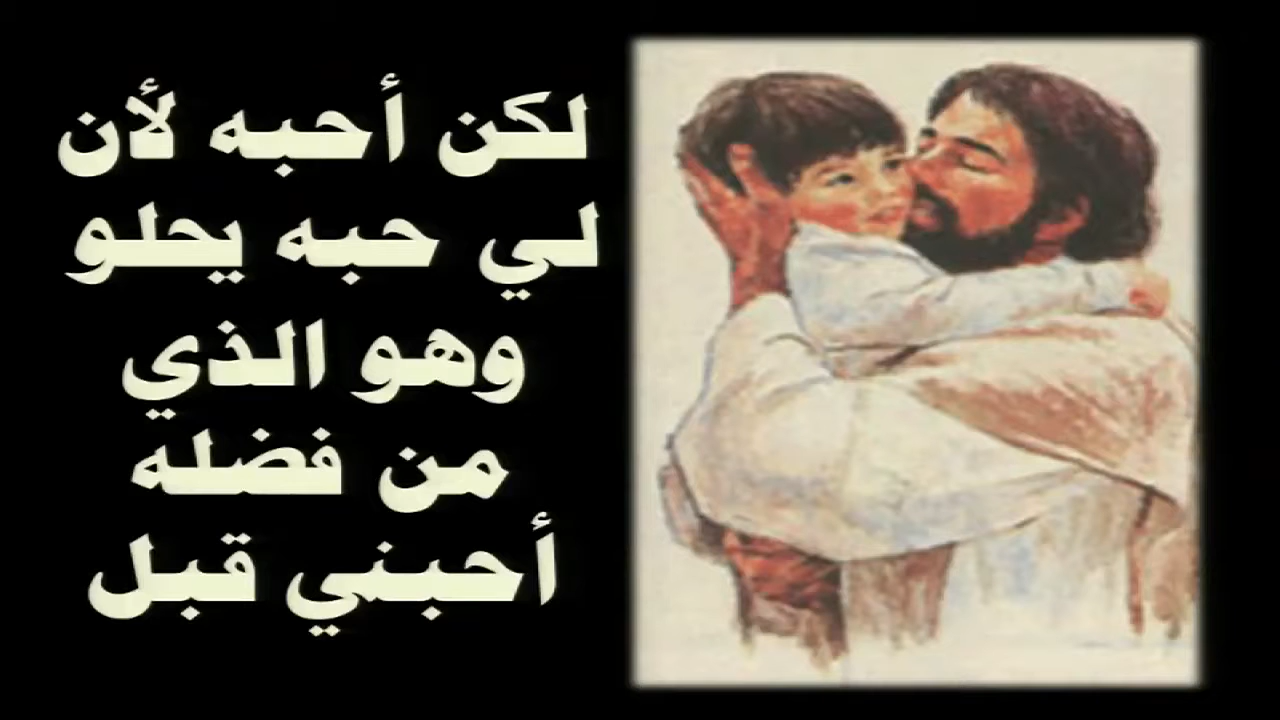 لكن أحبه لأن
لي حبه يحلو
وهو الذي
من فضله
أحبني قبل